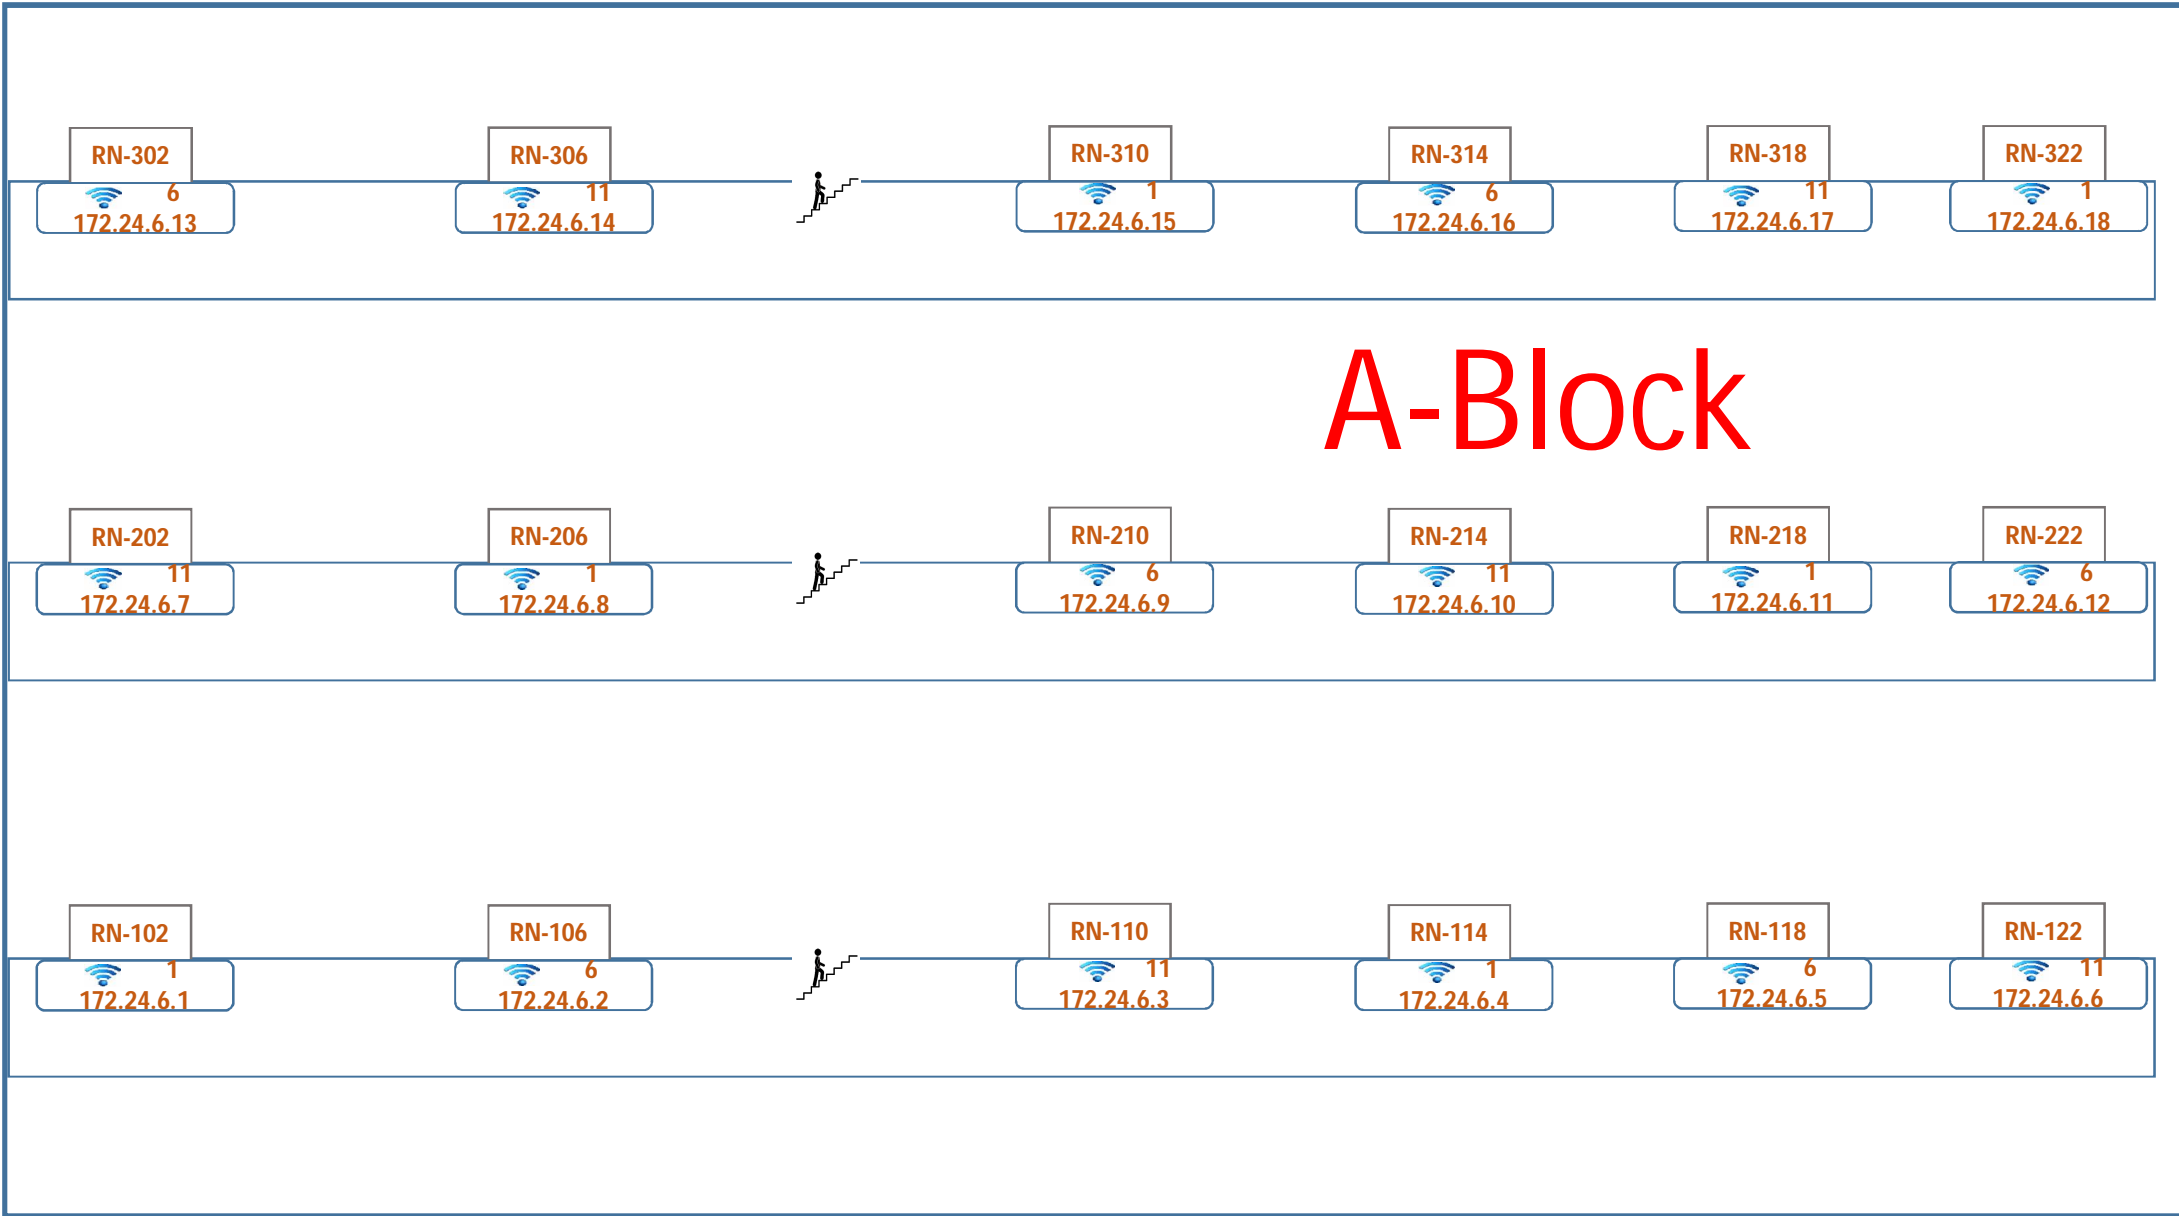 RN-302 RN-306 RN-310 RN-314 RN-318 RN-322
6 11 1 6 11 1
172.24.6.13 172.24.6.14 172.24.6.15 172.24.6.16 172.24.6.17 172.24.6.18
A-Block
RN-202 RN-206 RN-210 RN-214 RN-218 RN-222
11 1 6 11 1 6
172.24.6.7 172.24.6.8 172.24.6.9 172.24.6.10 172.24.6.11 172.24.6.12
RN-102 RN-106 RN-110 RN-114 RN-118 RN-122
1 6 11 1 6 11
172.24.6.1 172.24.6.2 172.24.6.3 172.24.6.4 172.24.6.5 172.24.6.6